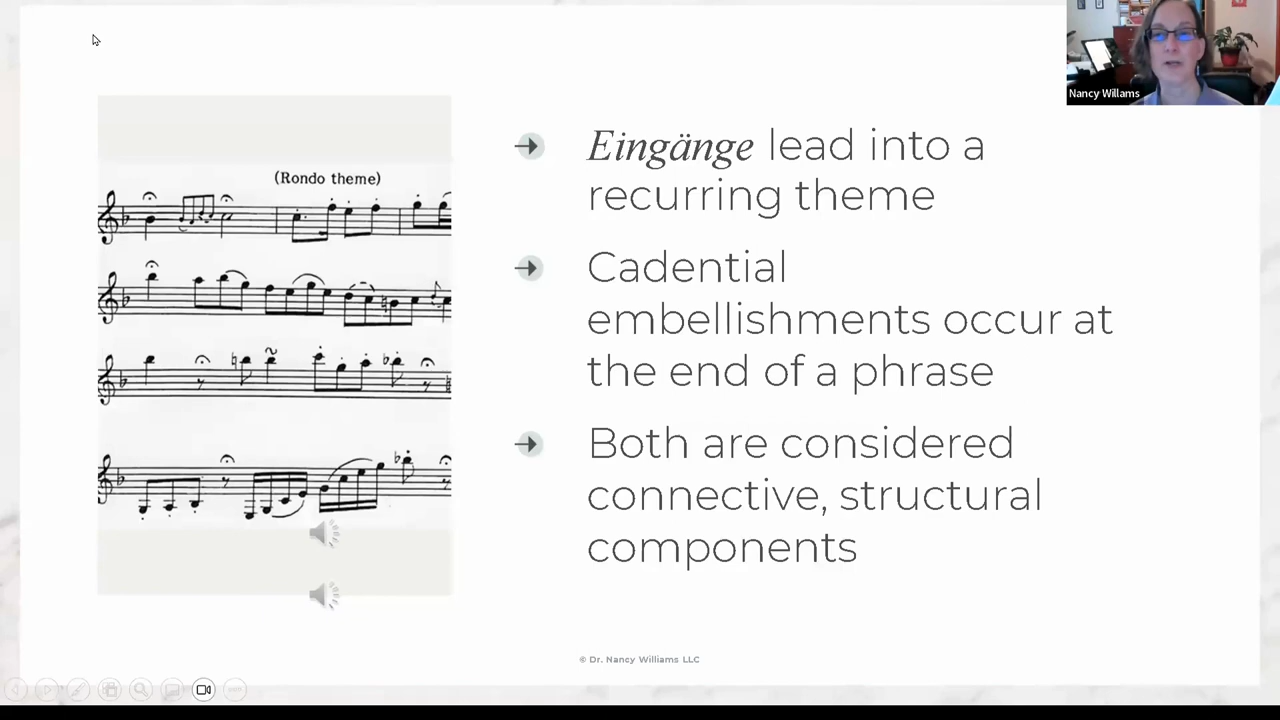 Nancy Willams
(Rondo theme)
Eingänge lead into a
recurring theme
Cadential
embellishments occur at
the end of a phrase
Both are considered
connective, structural
components
© Dr. Nancy Williams LLC